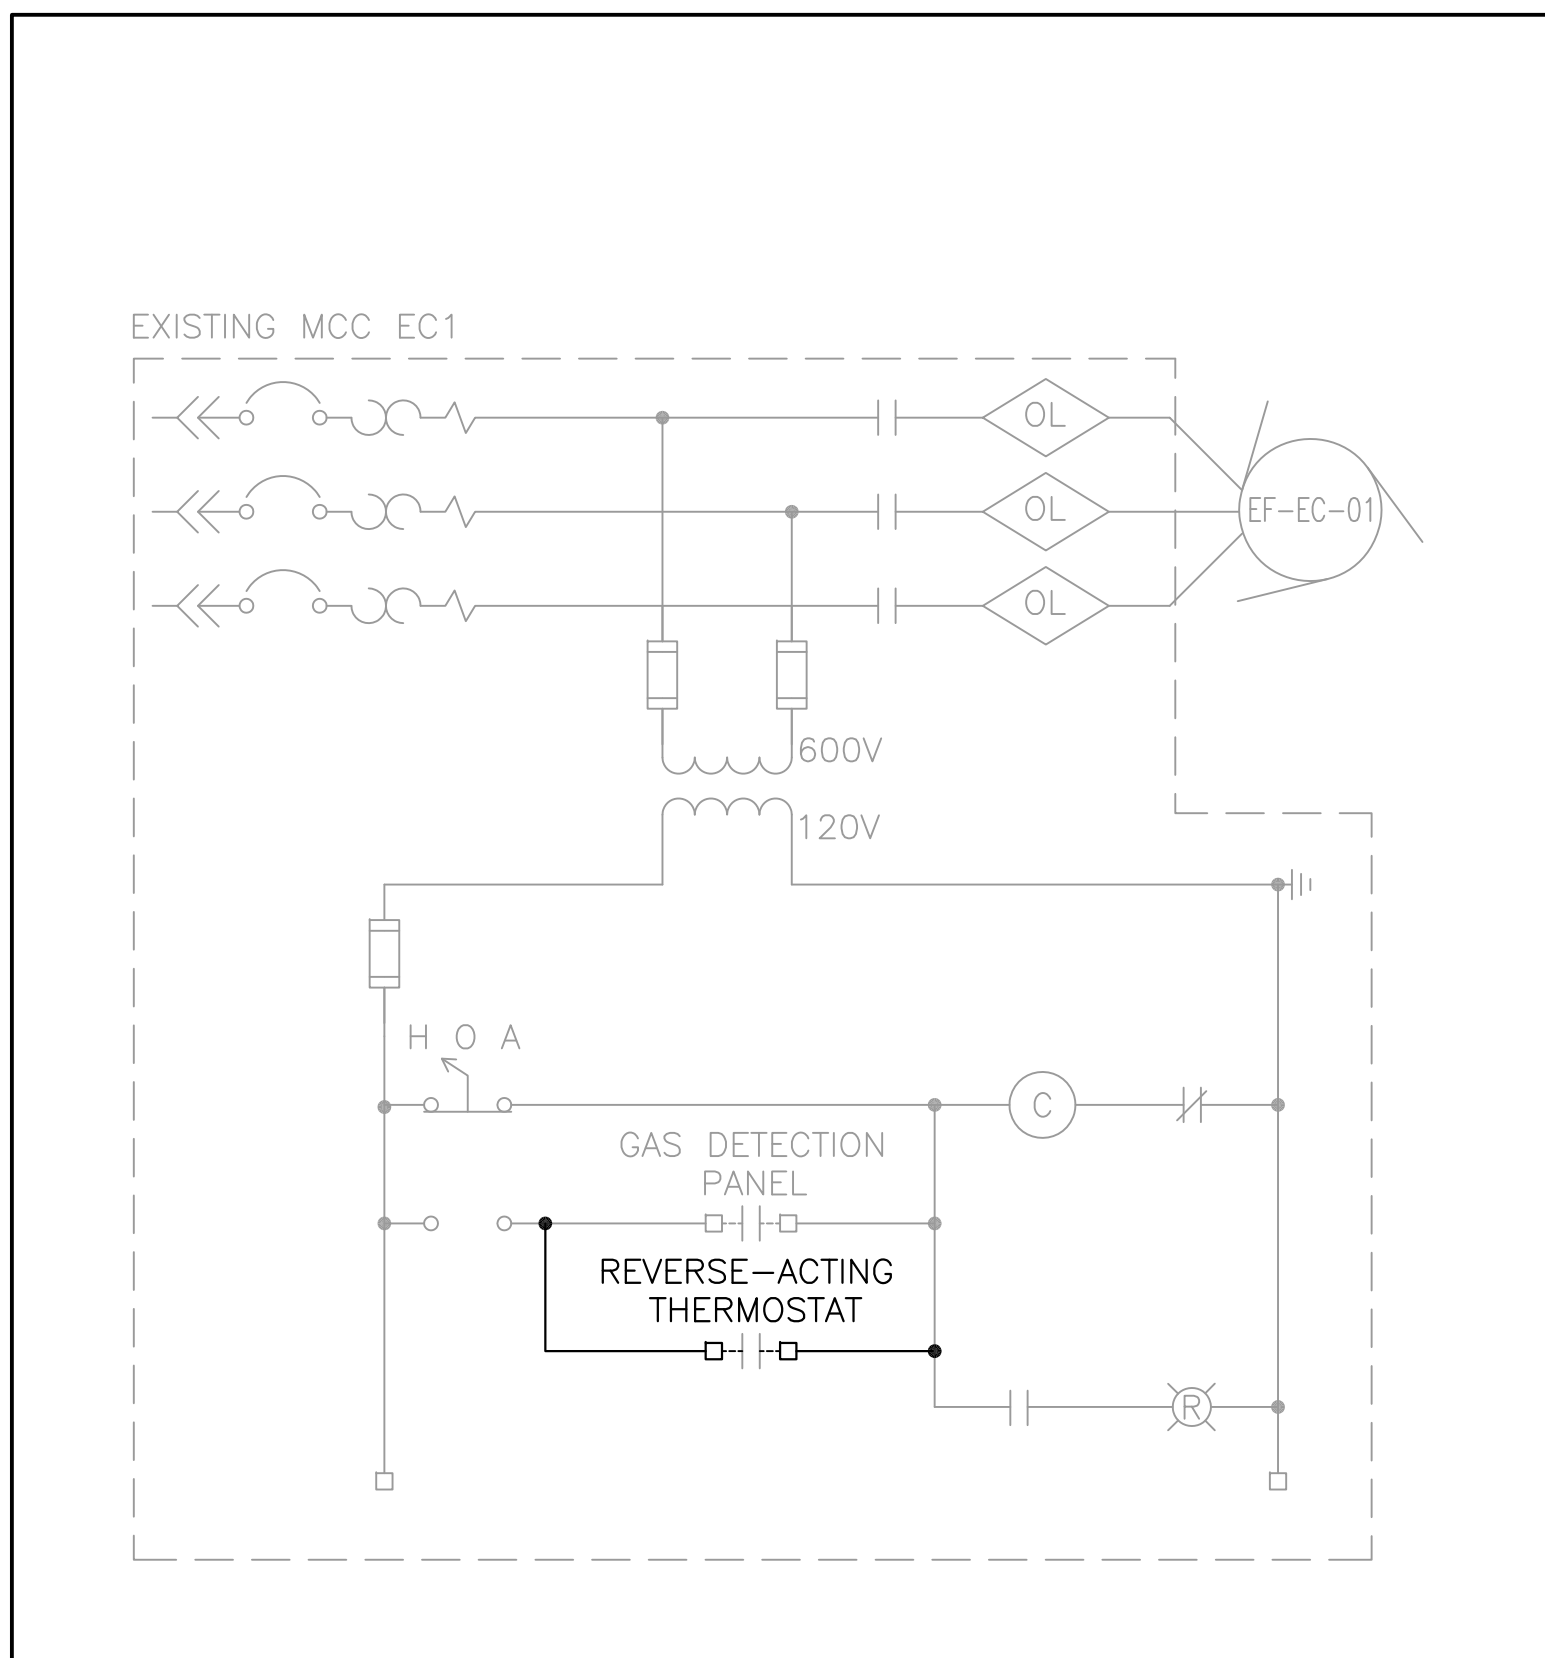 EXISTING MCC EC1
OL
OL
EF-EC-01
OL
600V
120V
H O A
C
GAS DETECTION
PANEL
REVERSE-ACTING
THERMOSTAT
R